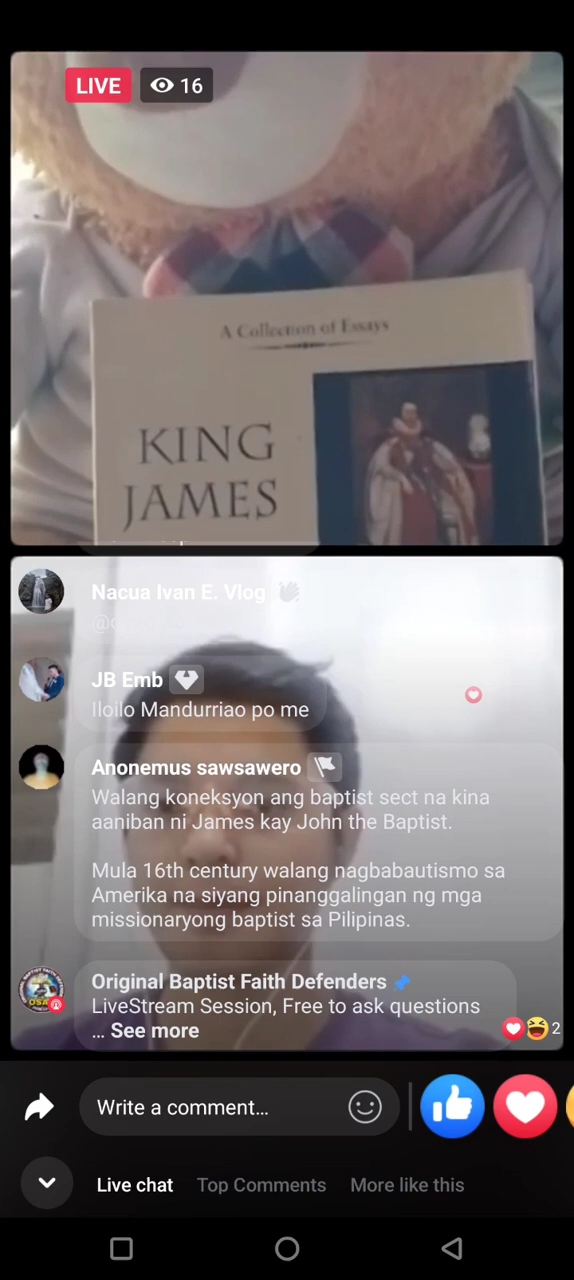 LIVE
16
A Collection of Essays
KING
JAMES
Nacua Ivan E. Vlog
JB Emb
Iloilo Mandurriao po me
Anonemus sawsawero
Walang koneksyon ang baptist sect na kina
aaniban ni James kay John the Baptist.
Mula 16th century walang nagbabautismo sa
Amerika na siyang pinanggalingan ng mga
missionaryong baptist sa Pilipinas.
Original Baptist Faith Defenders
LiveStream Session, Free to ask questions
... See more
2
Write a comment...
Live chat
Top Comments
More like this